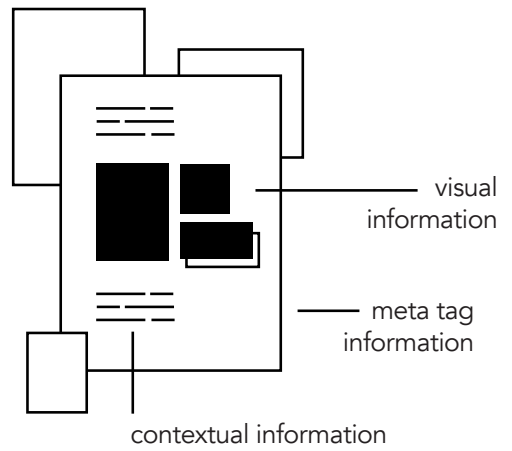 visual
information
meta tag
information
contextual information